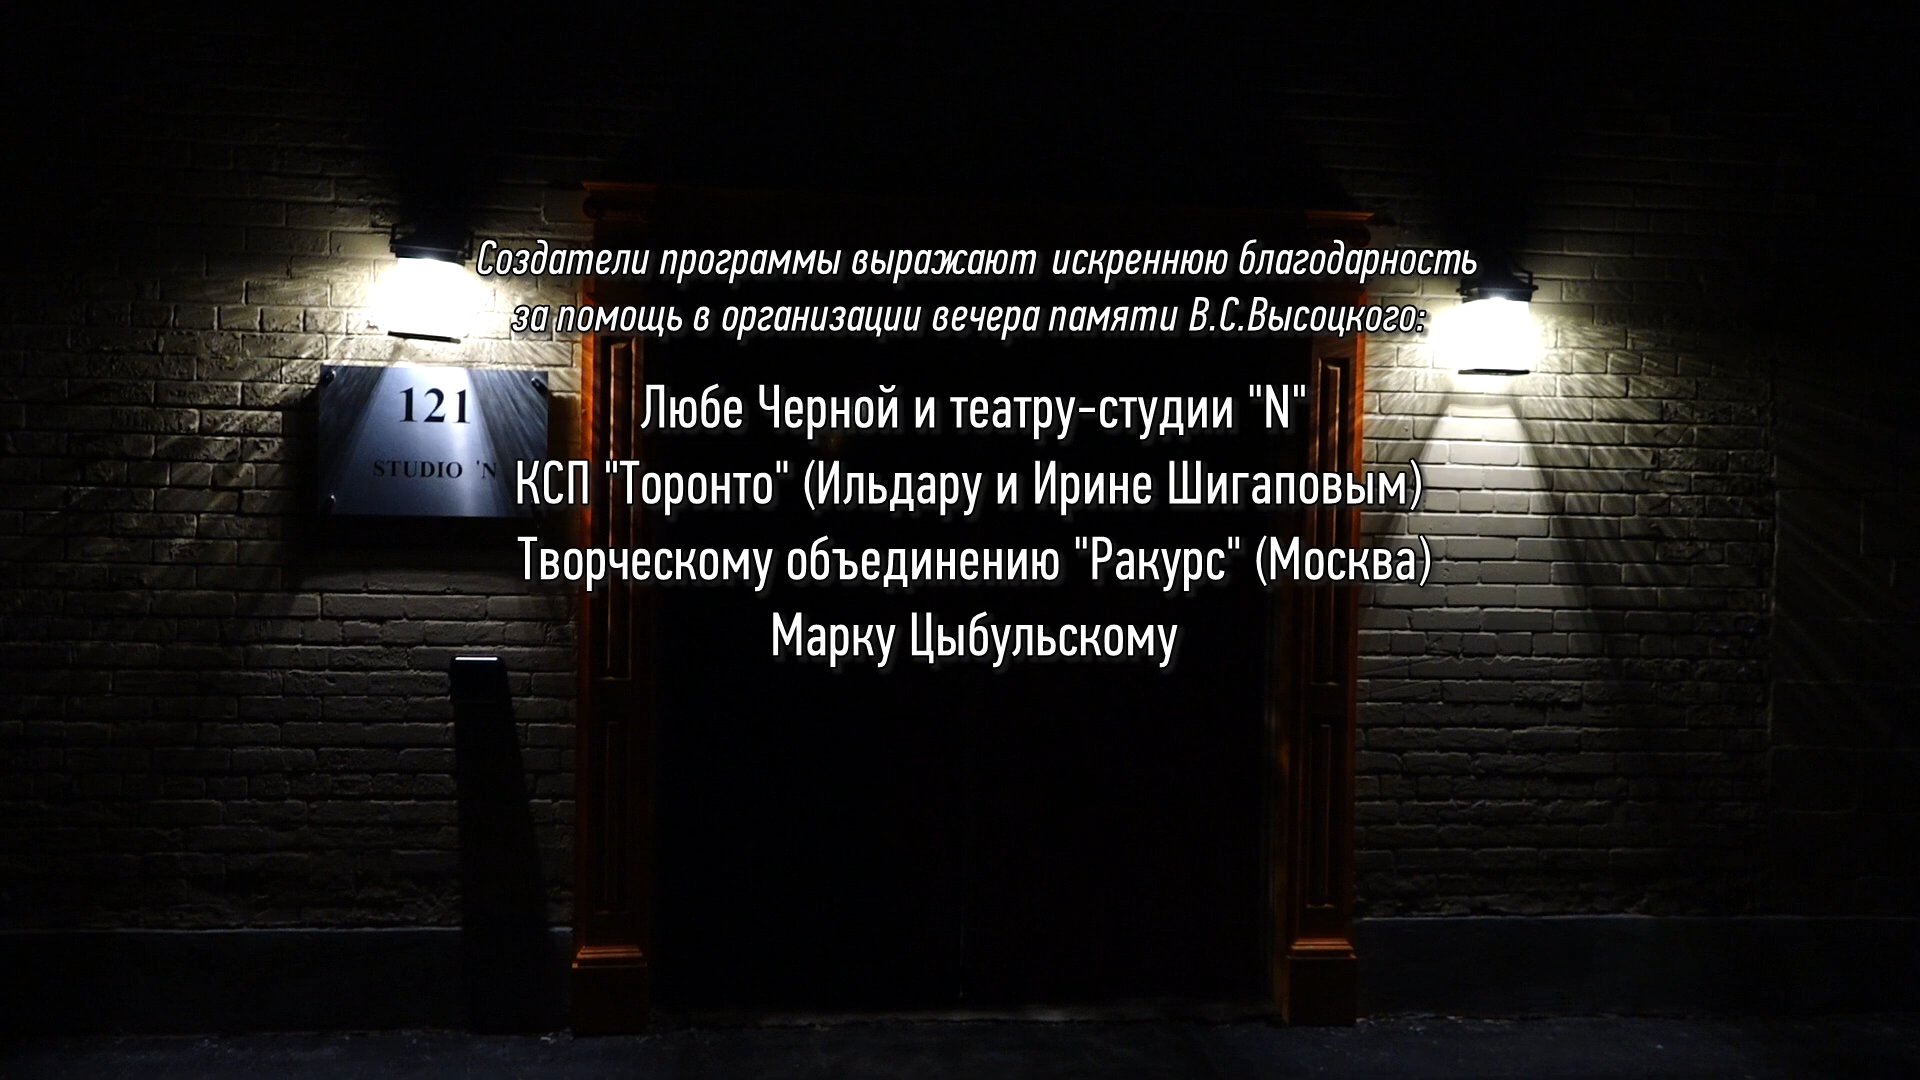 Создатели программы выражают искреннюю благодарность
за помощь в организации вечера памяти В.С.Высоцкого:
121
STUDIO 'N
Любе Черной и театру-студии "N"
КСП "Торонто" (Ильдару и Ирине Шигаповым)
Творческому объединению "Ракурс" (Москва)
Марку Цыбульскому